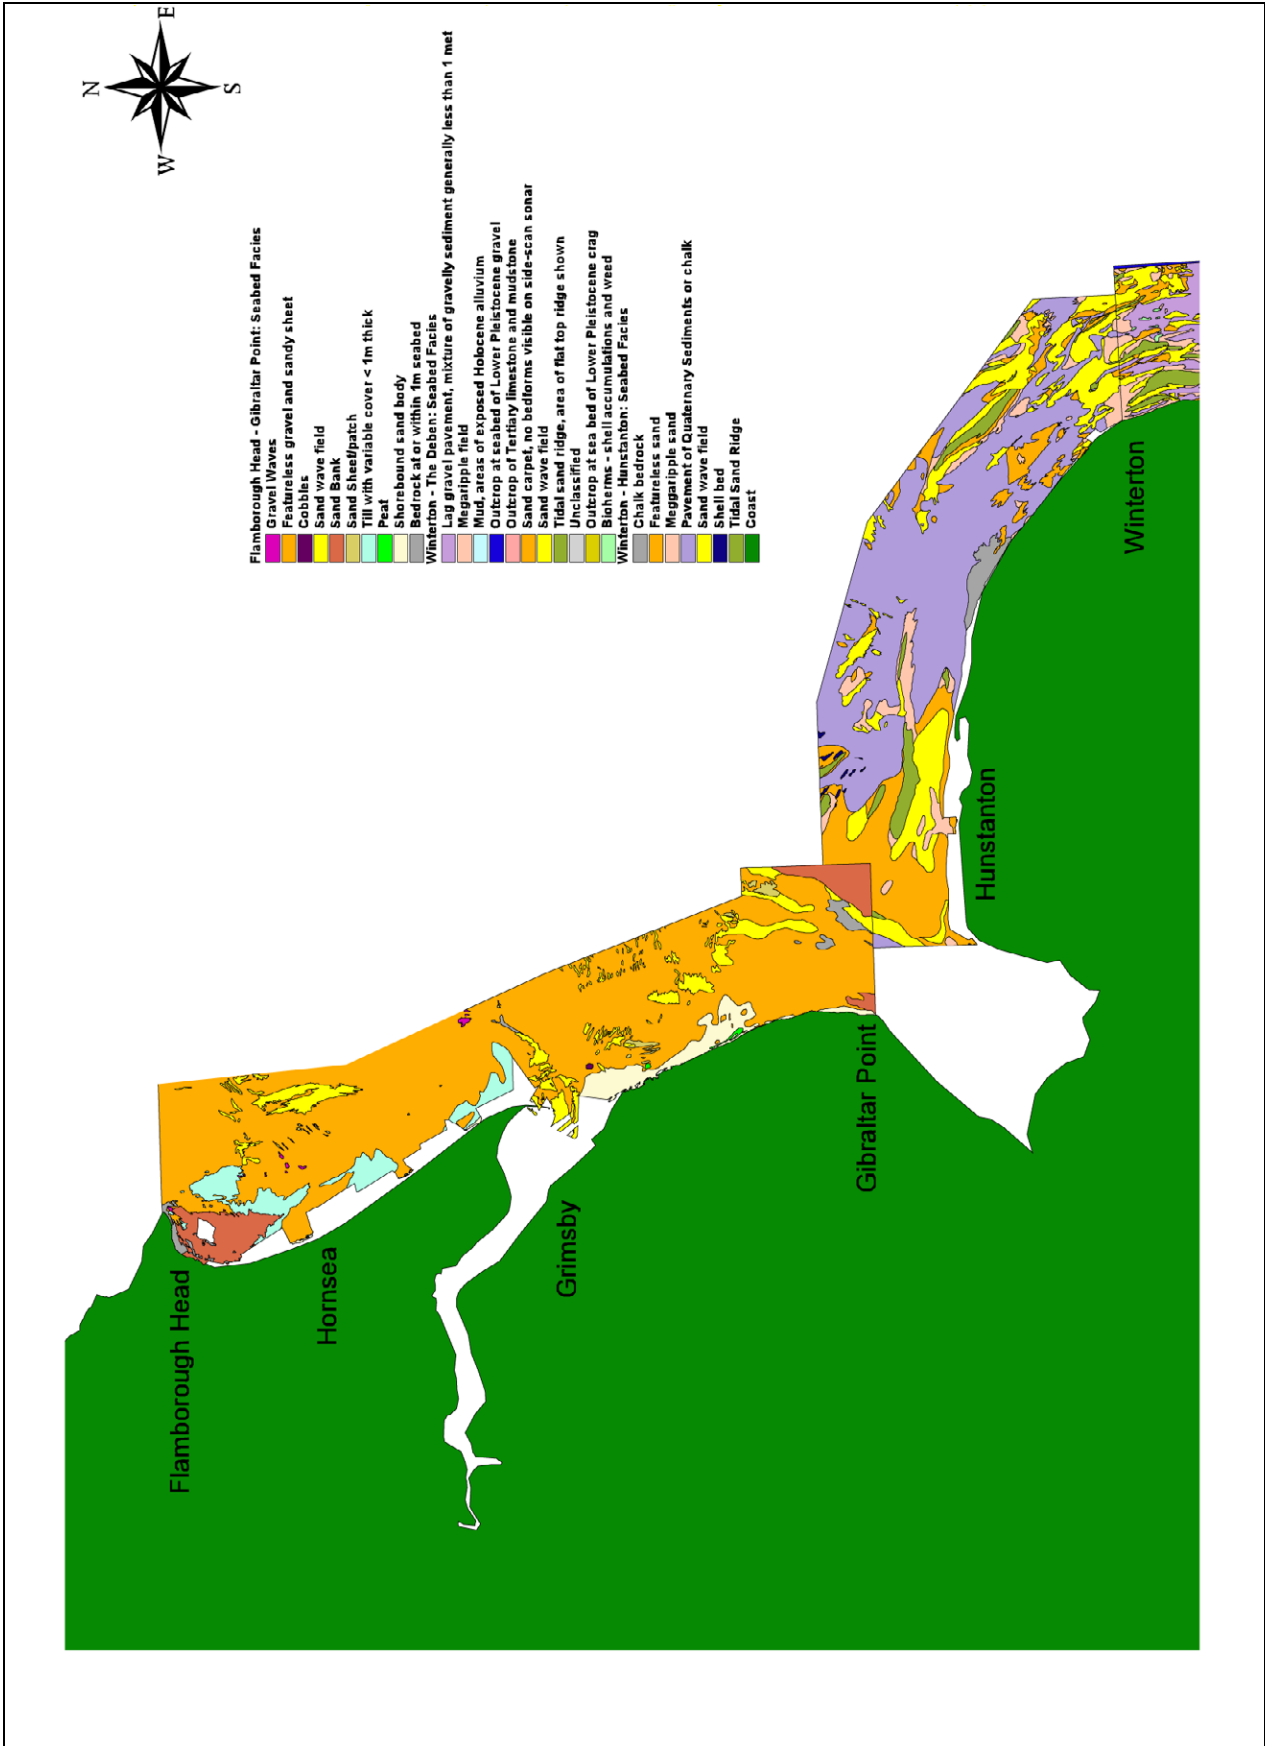 N
E
S
W
Flamborough Head - Gibraltar Point: Seabed Facies
Gravel Waves
Featureless gravel and sandy sheet
Cobbles
Sand wave field
Sand Bank
Sand Sheet/patch
Till with variable cover < 1m thick
Peat
Shorebound sand body
Bedrock at or within 1m seabed
Winterton - The Deben: Seabed Facies
Lag gravel pavement, mixture of gravelly sediment generally less than 1 met
Megaripple field
Mud, areas of exposed Holocene alluvium
Outcrop at seabed of Lower Pleistocene gravel
Outcrop of Tertiary limestone and mudstone
Sand carpet, no bedforms visible on side-scan sonar
Sand wave field
Tidal sand ridge, area of flat top ridge shown
Unclassified
Outcrop at sea bed of Lower Pleistocene crag
Bioherms - shell accumulations and weed
Winterton - Hunstanton: Seabed Facies
Chalk bedrock
Featureless sand
Meggaripple sand
Pavement of Quaternary Sediments or chalk
Sand wave field
Shell bed
Tidal Sand Ridge
Coast
Flamborough Head
Hornsea
Grimsby
Gibraltar Point
Hunstanton
Winterton